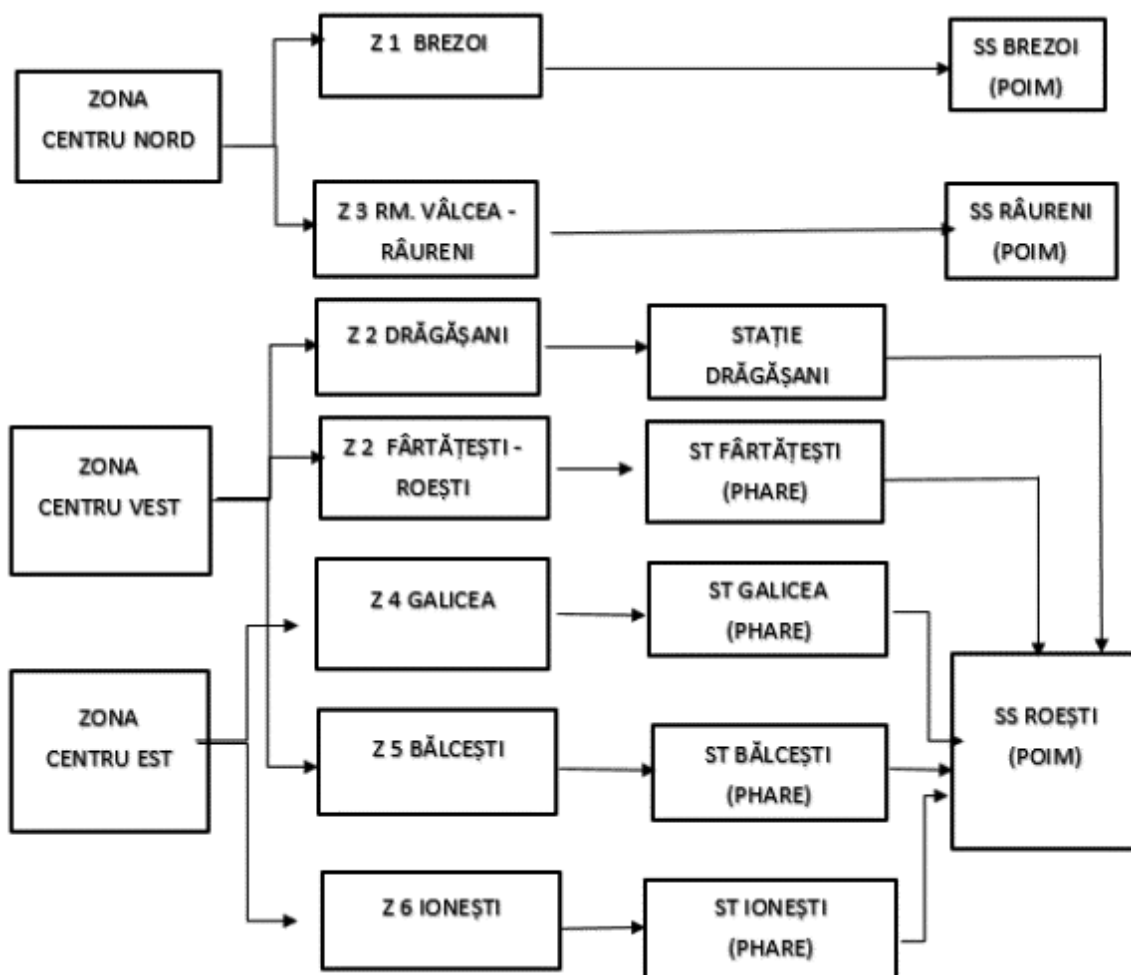 ZONA
CENTRU NORD
Z 1 BREZOI
SS BREZOI
(POIM)
Z 3 RM. VÂLCEA -
RÂURENI
SS RÂURENI
(POIM)
ZONA
CENTRU VEST
Z 2 DRĂGĂȘANI
STAȚIE
DRĂGĂȘANI
Z 2 FÂRTĂȚEȘTI -
ROEȘTI
ST FÂRTĂȚEȘTI
(PHARE)
ZONA
CENTRU EST
Z 4 GALICEA
ST GALICEA
(PHARE)
Z 5 BĂLCEȘTI
ST BĂLCEȘTI
(PHARE)
SS ROEȘTI
(POIM)
Z 6 IONEȘTI
ST IONEȘTI
(PHARE)